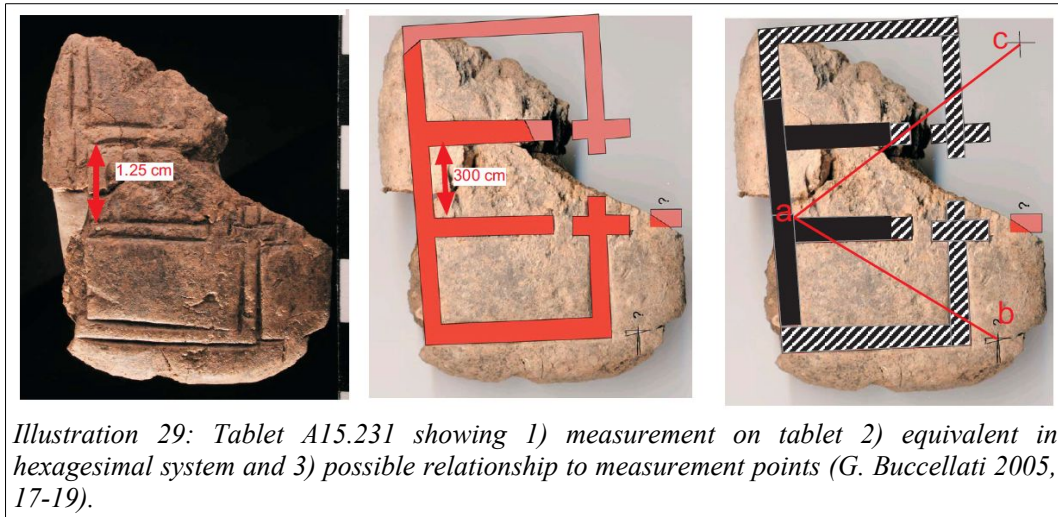 1.25 cm
300 cm
?
?
a
b
c
?
?
Illustration 29: Tablet A15.231 showing 1) measurement on tablet 2) equivalent in
hexagesimal system and 3) possible relationship to measurement points (G. Buccellati 2005,
17-19).